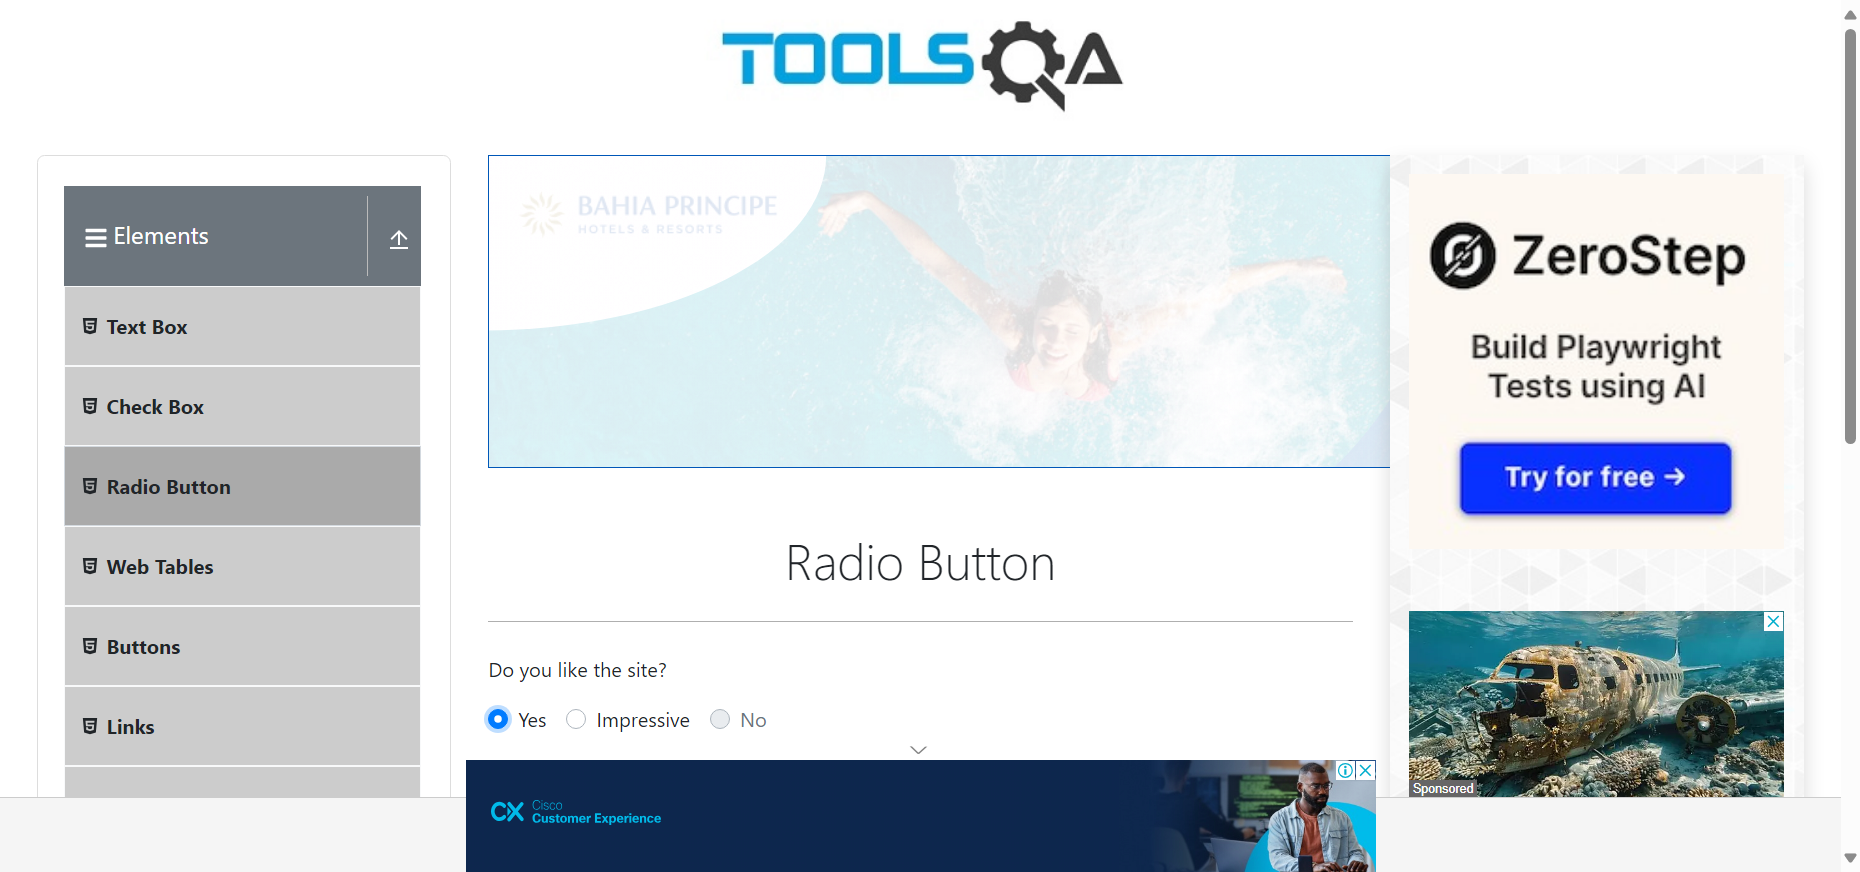 TOOLSQA
Elements
Text Box
Check Box
Radio Button
Web Tables
Buttons
Links
BAHIA PRINCIPE
HOTELS & RESORTS
Radio Button
Do you like the site?
Yes Impressive No
CX Cisco
Customer Experience
ZeroStep
Build Playwright
Tests using AI
Try for free →
Sponsored